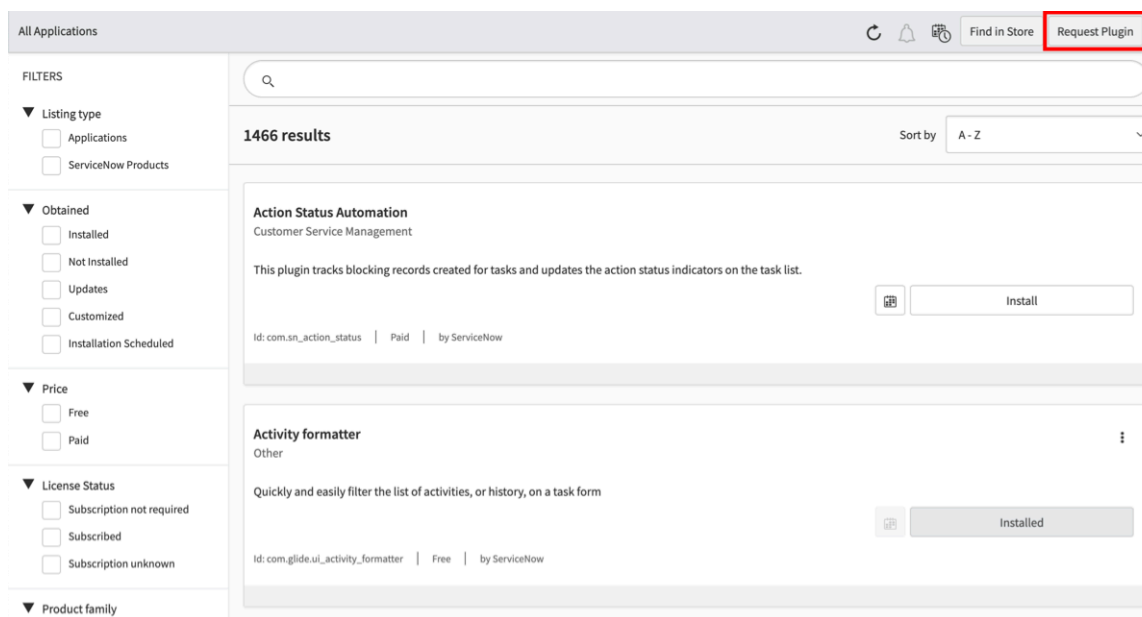 All Applications
Find in Store
Request Plugin
FILTERS
Listing type
Applications
ServiceNow Products
Obtained
Installed
Not Installed
Updates
Customized
Installation Scheduled
Price
Free
Paid
License Status
Subscription not required
Subscribed
Subscription unknown
Product family
1466 results
Sort by
A - Z
Action Status Automation
Customer Service Management
This plugin tracks blocking records created for tasks and updates the action status indicators on the task list.
Install
Id: com.sn_action_status | Paid | by ServiceNow
Activity formatter
Other
Quickly and easily filter the list of activities, or history, on a task form
Installed
Id: com.glide.ui_activity_formatter | Free | by ServiceNow